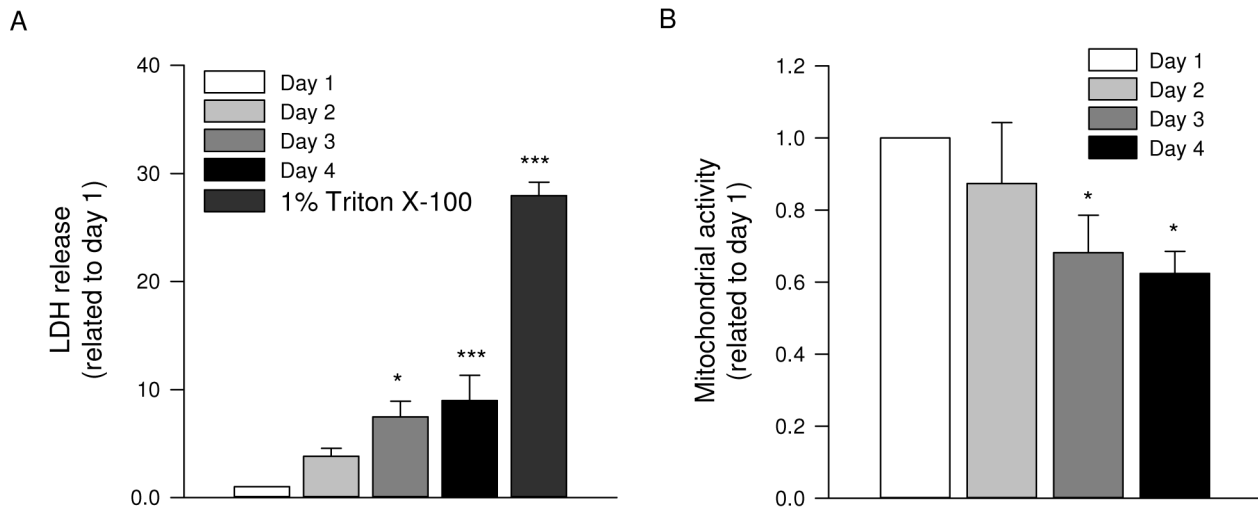 A
LDH release
(related to day 1)
40
30
20
10
0.0
Day 1
Day 2
Day 3
Day 4
1% Triton X-100
*
***
***
B
Mitochondrial activity
(related to day 1)
1.2
1.0
0.8
0.6
0.4
0.2
0.0
Day 1
Day 2
Day 3
Day 4
*
*